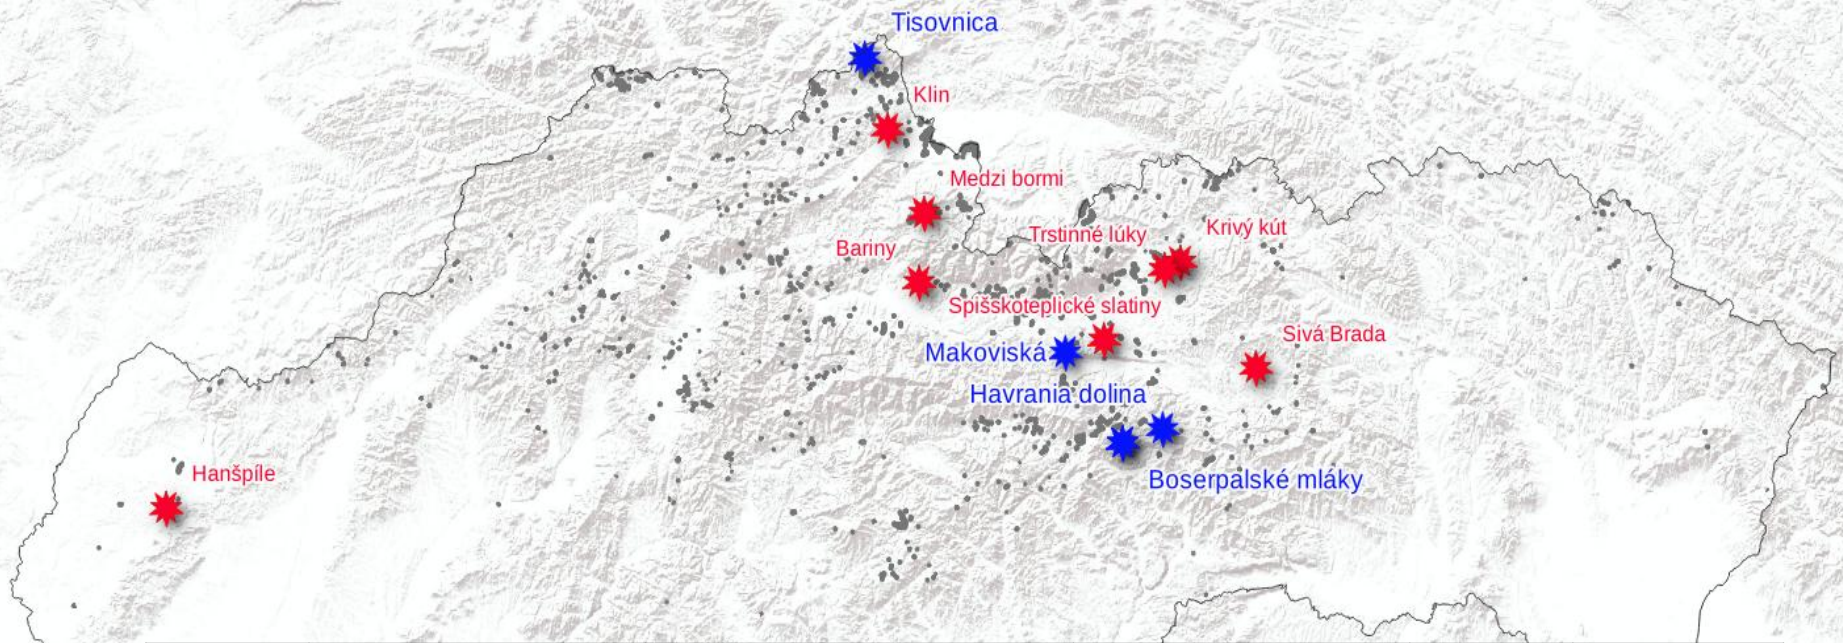 Tisovnica
Klin
Medzi bormi
Krivý kút
Trstinné lúky
Bariny
Spišskoteplické slatiny
Sivá Brada
Makoviská
Havrania dolina
Hanšpíle
Boserpalské mláky